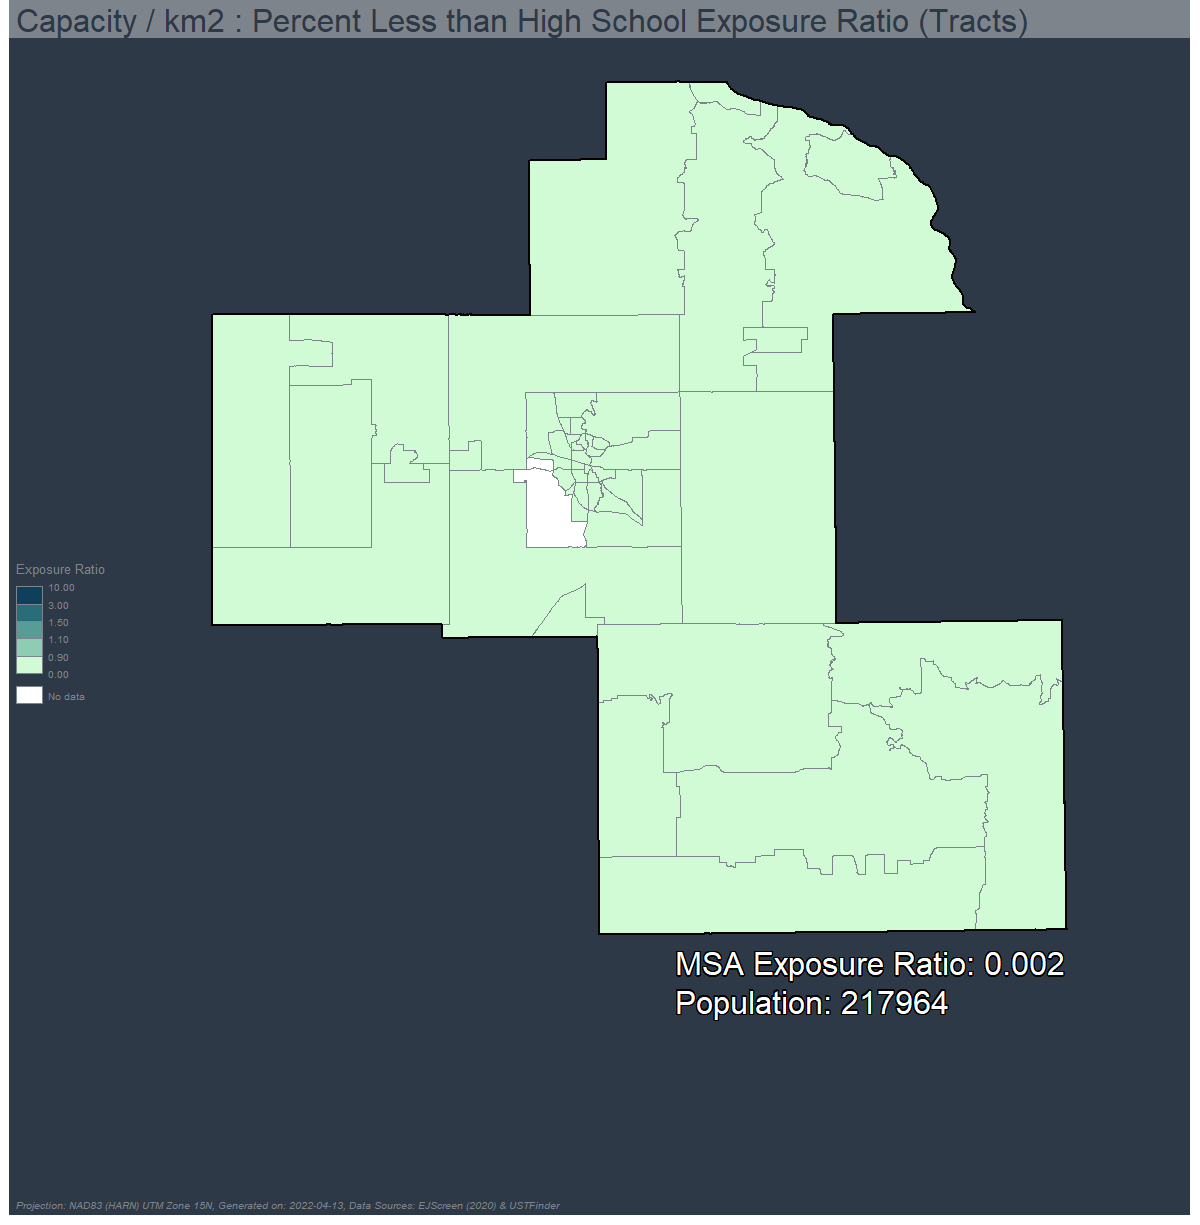 Capacity / km2 : Percent Less than High School Exposure Ratio (Tracts)
Exposure Ratio
10.00
3.00
1.50
1.10
0.90
0.00
No data
MSA Exposure Ratio: 0.002
Population: 217964
Projection: NAD83 (HARN) UTM Zone 15N, Generated on: 2022-04-13, Data Sources: EJScreen (2020) & USTFinder